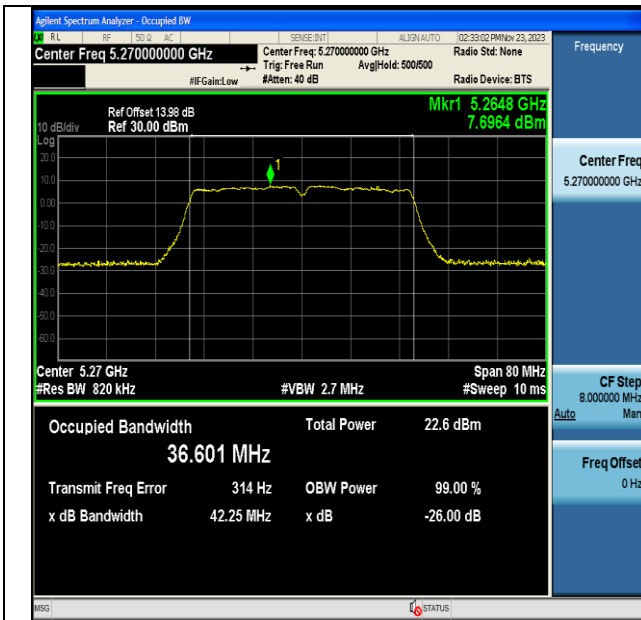 Agilent Spectrum Analyzer - Occupied BW
RL RF 50 Ω AC SENSE:INT ALIGN AUTO 02:33:02 PM Nov 23, 2023
Center Freq 5.270000000 GHz
Center Freq: 5.270000000 GHz
Radio Std: None
Trig: Free Run Avg|Hold: 500/500
#IFGain:Low #Atten: 40 dB Radio Device: BTS
Frequency
Mkr1 5.2648 GHz
7.6964 dBm
Ref Offset 13.98 dB
10 dB/div Ref 30.00 dBm
Log
20.0
10.0
0.00
-10.0
-20.0
-30.0
-40.0
-50.0
-60.0
1
Center 5.27 GHz Span 80 MHz
#Res BW 820 kHz #VBW 2.7 MHz #Sweep 10 ms
Occupied Bandwidth Total Power 22.6 dBm
36.601 MHz
Transmit Freq Error 314 Hz OBW Power 99.00 %
x dB Bandwidth 42.25 MHz x dB -26.00 dB
Center Freq
5.270000000 GHz
CF Step
8.000000 MHz
Auto Man
Freq Offset
0 Hz
MSG STATUS